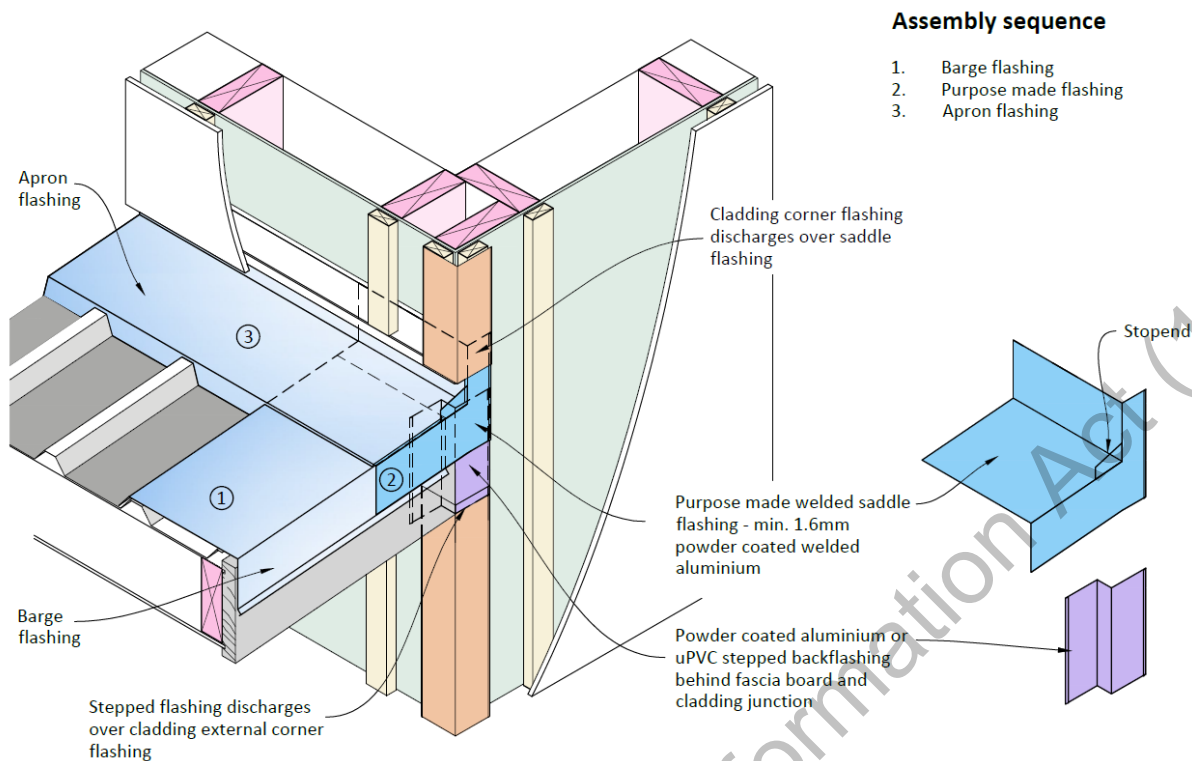 Assembly sequence
1. Barge flashing
2. Purpose made flashing
3. Apron flashing
Apron
flashing
Cladding corner flashing
discharges over saddle
flashing
3
Stopend
2
1
Purpose made welded saddle
flashing - min. 1.6mm
powder coated welded
aluminium
Barge
flashing
Powder coated aluminium or
uPVC stepped backflashing
behind fascia board and
cladding junction
Stepped flashing discharges
over cladding external corner
flashing
formation Act (1